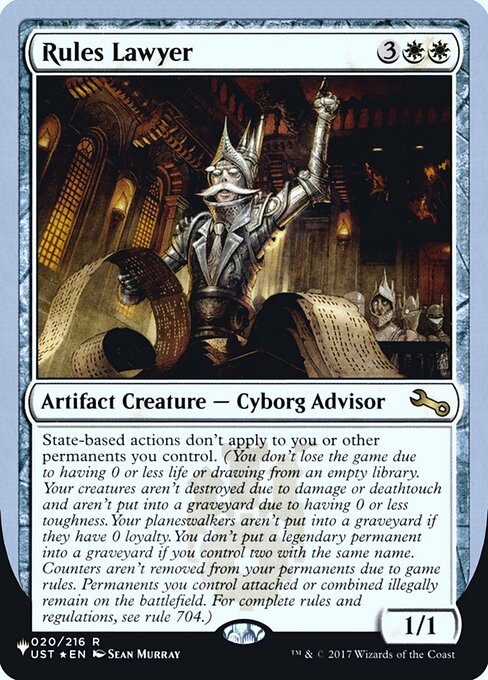 Rules Lawyer 3
Artifact Creature — Cyborg Advisor
State-based actions don't apply to you or other
permanents you control. (You don't lose the game due
to having 0 or less life or drawing from an empty library.
Your creatures aren't destroyed due to damage or deathtouch
and aren't put into a graveyard due to having 0 or less
toughness. Your planeswalkers aren't put into a graveyard if
they have 0 loyalty. You don't put a legendary permanent
into a graveyard if you control two with the same name.
Counters aren't removed from your permanents due to game
rules. Permanents you control attached or combined illegally
remain on the battlefield. For complete rules and
regulations, see rule 704.)
1/1
020/216 R
UST ★ EN Sean Murray
™ & © 2017 Wizards of the Coast